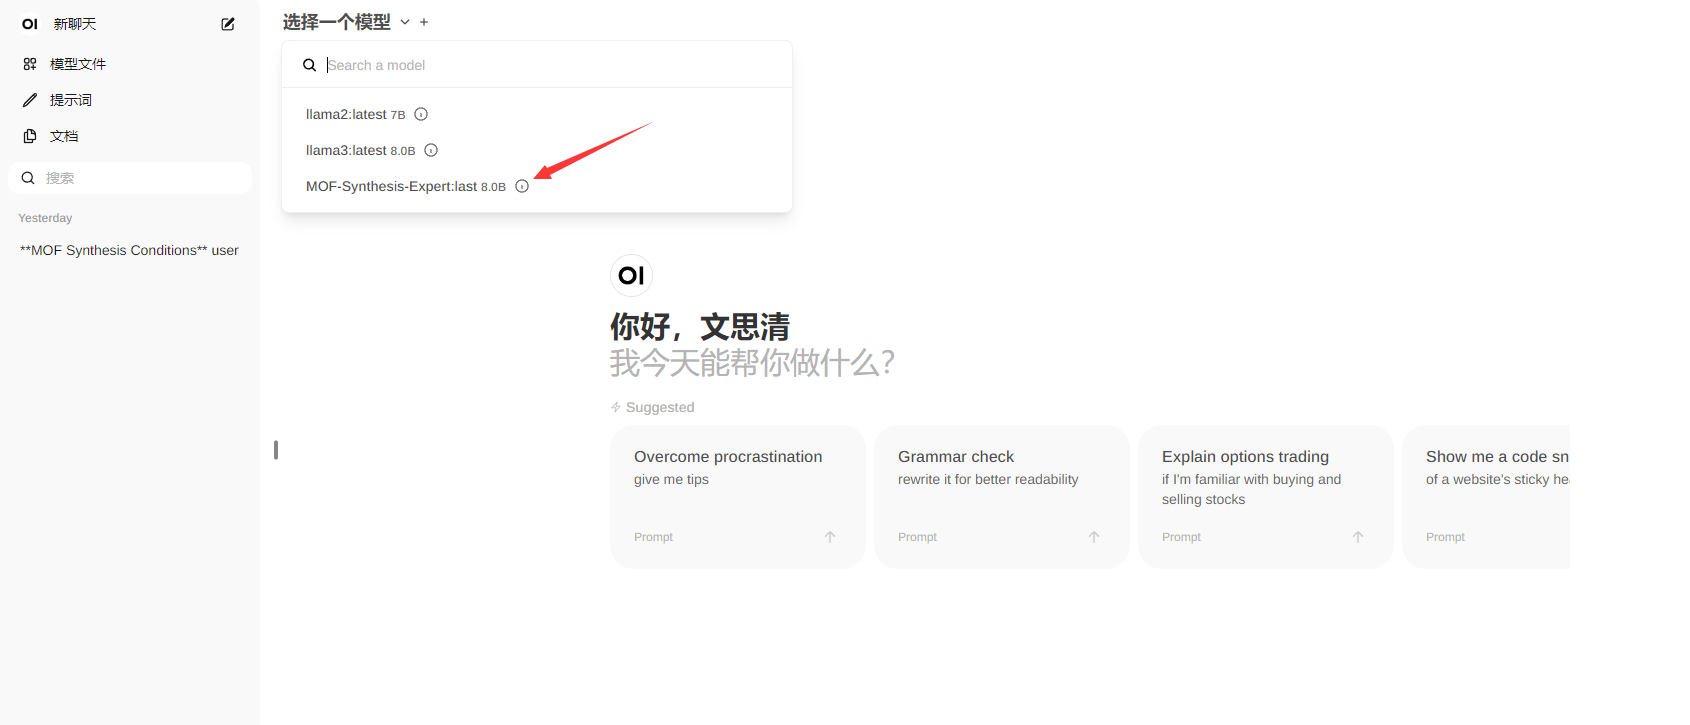 OI 新聊天
模型文件
提示词
文档
搜索
Yesterday
**MOF Synthesis Conditions** user
选择一个模型
Search a model
llama2:latest 7B
llama3:latest 8.0B
MOF-Synthesis-Expert:last 8.0B
OI
你好，文思清
我今天能帮你做什么？
Suggested
Overcome procrastination
give me tips
Prompt
Grammar check
rewrite it for better readability
Prompt
Explain options trading
if I'm familiar with buying and
selling stocks
Prompt
Show me a code sn
of a website's sticky he
Prompt